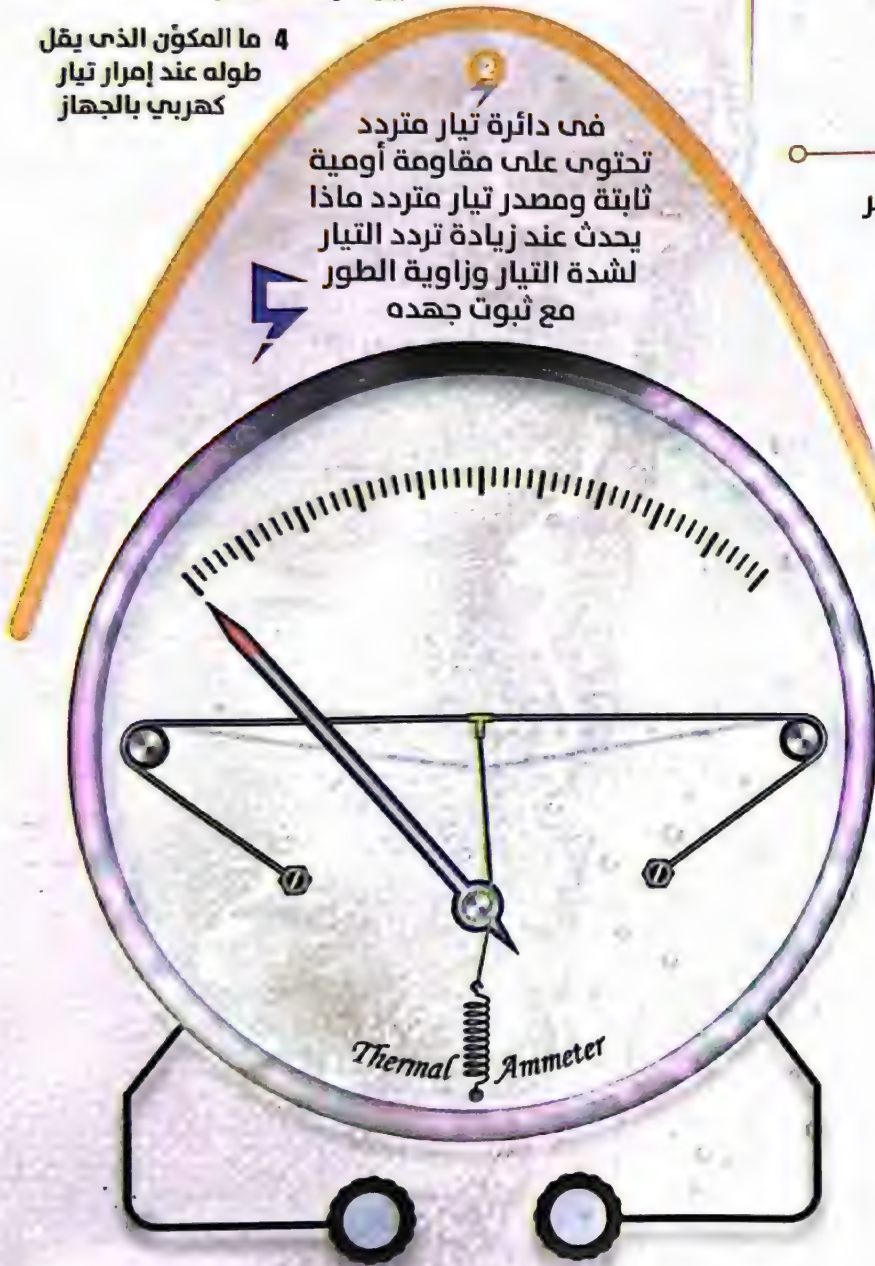 4 ما المكوّن الذى يقل
طوله عند إمرار تيار
كهربي بالجهاز
فى دائرة تيار متردد
تحتوى على مقاومة أومية
ثابتة ومصدر تيار متردد ماذا
يحدث عند زيادة تردد التيار
لشدة التيار وزاوية الطور
مع ثبوت جهده
Thermal Ammeter